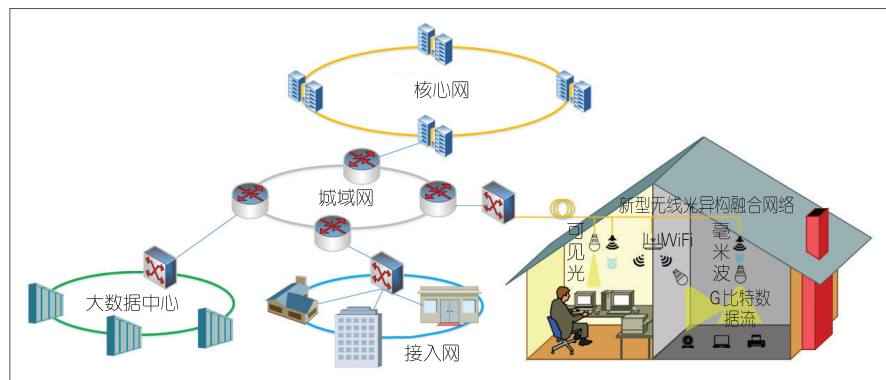 核心网
城域网
新型无线光异构融合网络
可见光
WiFi
毫米波
大数据中心
G比特数
据流
接入网